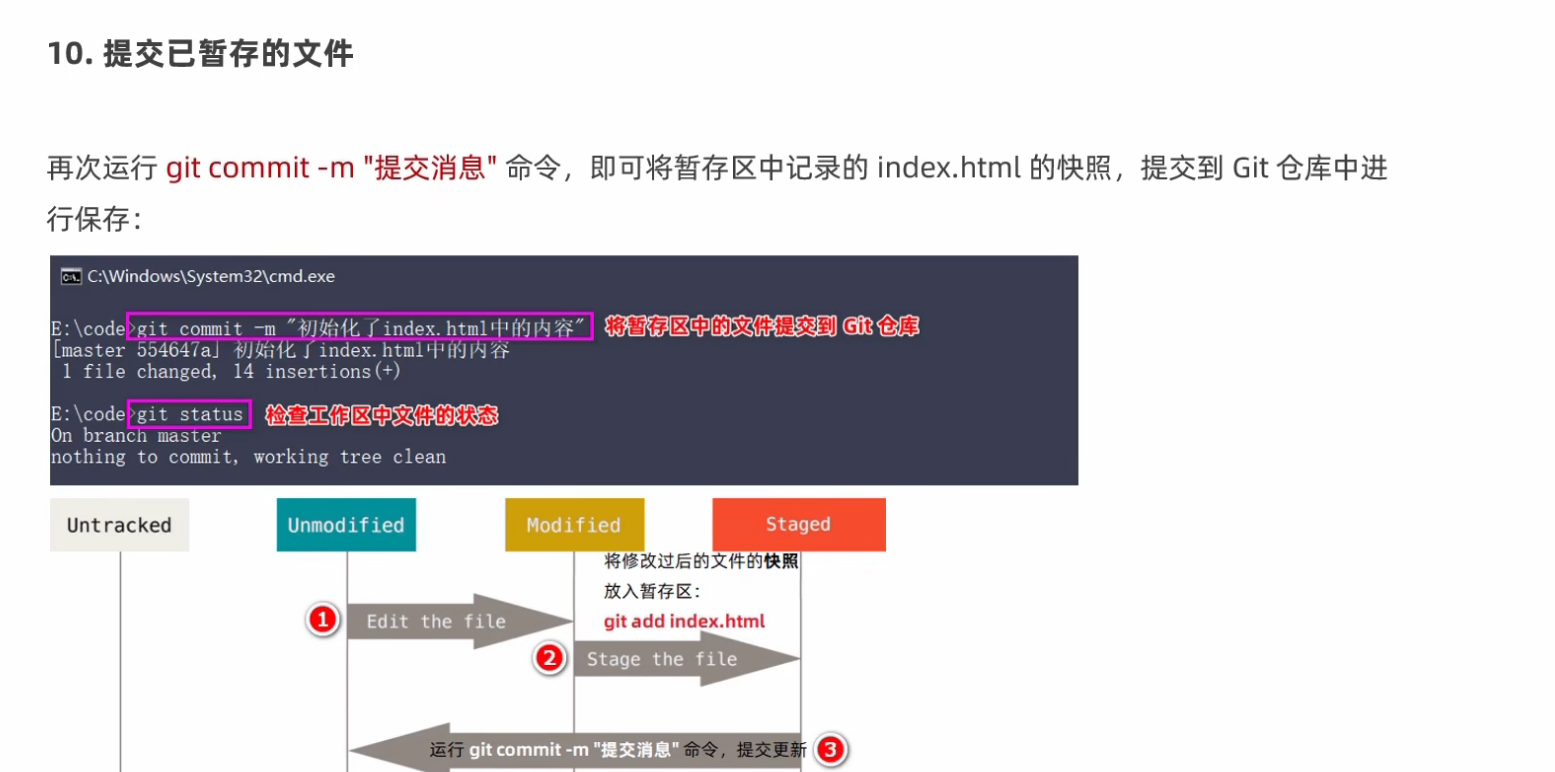 10. 提交已暂存的文件
再次运行 git commit -m "提交消息" 命令，即可将暂存区中记录的 index.html 的快照，提交到 Git 仓库中进
行保存：
C:\Windows\System32\cmd.exe
E:\code>git commit -m "初始化了index.html中的内容" 将暂存区中的文件提交到 Git 仓库
[master 554647a] 初始化了index.html中的内容
1 file changed, 14 insertions(+)
E:\code>git status 检查工作区中文件的状态
On branch master
nothing to commit, working tree clean
Untracked Unmodified Modified Staged
将修改过后的文件的快照
放入暂存区：
git add index.html
1 Edit the file
2 Stage the file
运行 git commit -m "提交消息" 命令，提交更新 3